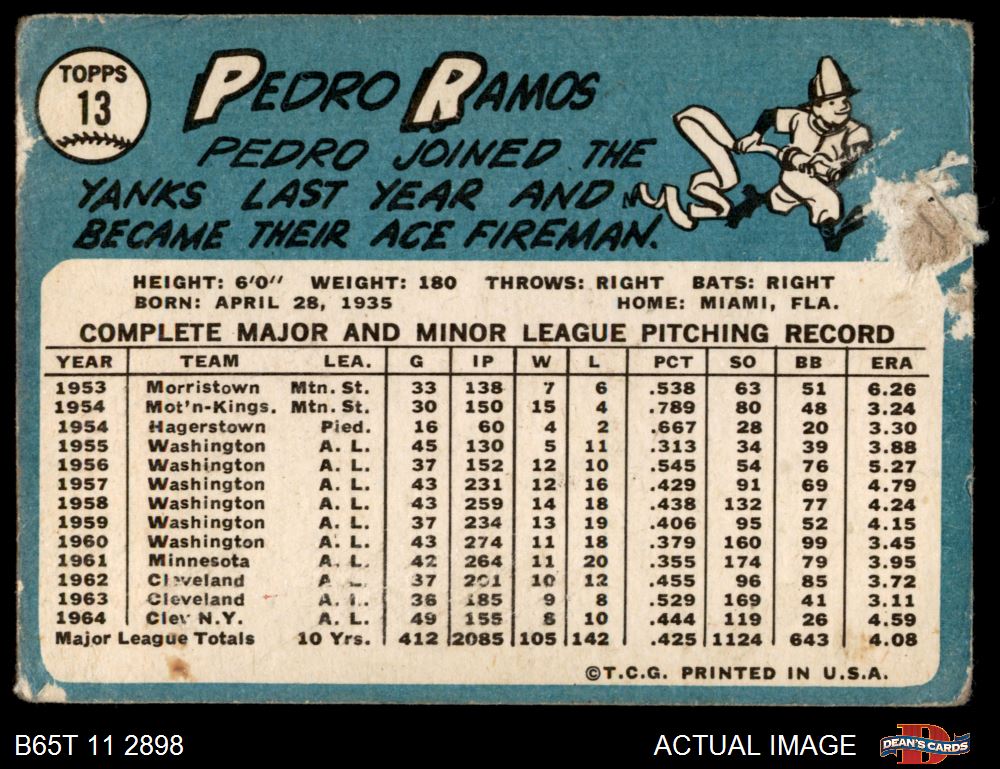 TOPPS
13
PEDRO RAMOS
PEDRO JOINED THE
YANKS LAST YEAR AND
BECAME THEIR ACE FIREMAN.
HEIGHT: 6'0" WEIGHT: 180 THROWS: RIGHT BATS: RIGHT
BORN: APRIL 28, 1935 HOME: MIAMI, FLA.
COMPLETE MAJOR AND MINOR LEAGUE PITCHING RECORD
YEAR TEAM LEA. G IP W L PCT SO BB ERA
1953 Morristown Mtn. St. 33 138 7 6 .538 63 51 6.26
1954 Mot'n-Kings. Mtn. St. 30 150 15 4 .789 80 48 3.24
1954 Hagerstown Pied. 16 60 4 2 .667 28 20 3.30
1955 Washington A. L. 45 130 5 11 .313 34 39 3.88
1956 Washington A. L. 37 152 12 10 .545 54 76 5.27
1957 Washington A. L. 43 231 12 16 .429 91 69 4.79
1958 Washington A. L. 43 259 14 18 .438 132 77 4.24
1959 Washington A. L. 37 234 13 19 .406 95 52 4.15
1960 Washington A. L. 43 274 11 18 .379 160 99 3.45
1961 Minnesota A. L. 42 264 11 20 .355 174 79 3.95
1962 Cleveland A. L. 37 201 10 12 .455 96 85 3.72
1963 Cleveland A. L. 36 185 9 8 .529 169 41 3.11
1964 Clev N.Y. A. L. 49 155 8 10 .444 119 26 4.59
Major League Totals 10 Yrs. 412 2085 105 142 .425 1124 643 4.08
©T.C.G. PRINTED IN U.S.A.
B65T 11 2898
ACTUAL IMAGE
DEAN'S CARDS